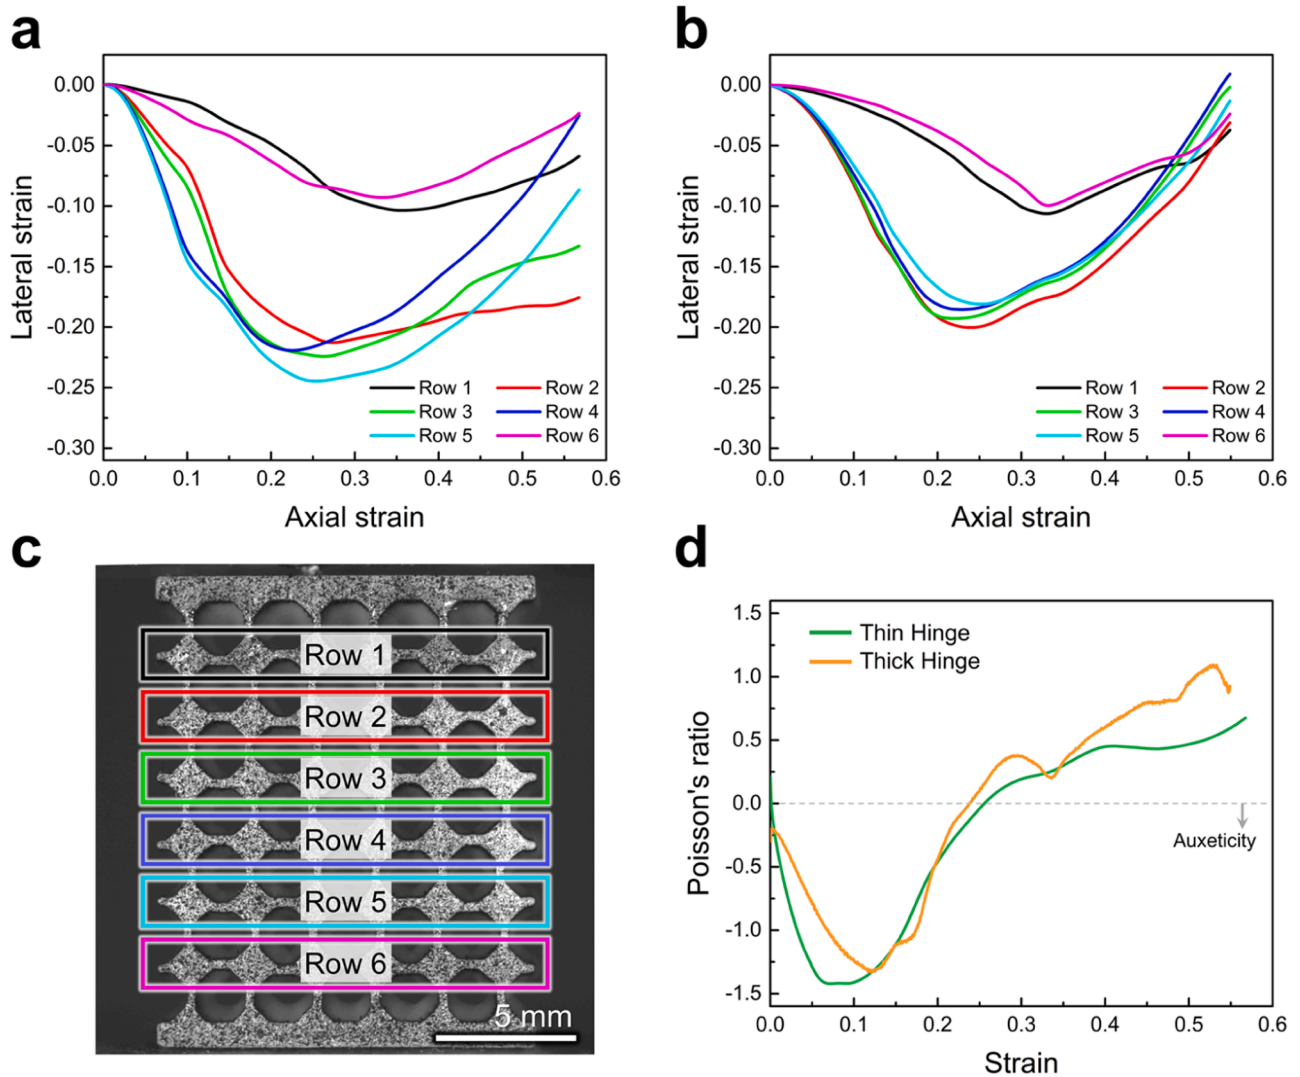 a
0.00
-0.05
-0.10
-0.15
-0.20
-0.25
-0.30
Lateral strain
0.0 0.1 0.2 0.3 0.4 0.5 0.6
Axial strain
Row 1 Row 2
Row 3 Row 4
Row 5 Row 6
b
0.00
-0.05
-0.10
-0.15
-0.20
-0.25
-0.30
Lateral strain
0.0 0.1 0.2 0.3 0.4 0.5 0.6
Axial strain
Row 1 Row 2
Row 3 Row 4
Row 5 Row 6
c
Row 1
Row 2
Row 3
Row 4
Row 5
Row 6
5 mm
d
1.5
1.0
0.5
0.0
-0.5
-1.0
-1.5
Poisson's ratio
Thin Hinge
Thick Hinge
Auxeticity
0.0 0.1 0.2 0.3 0.4 0.5 0.6
Strain